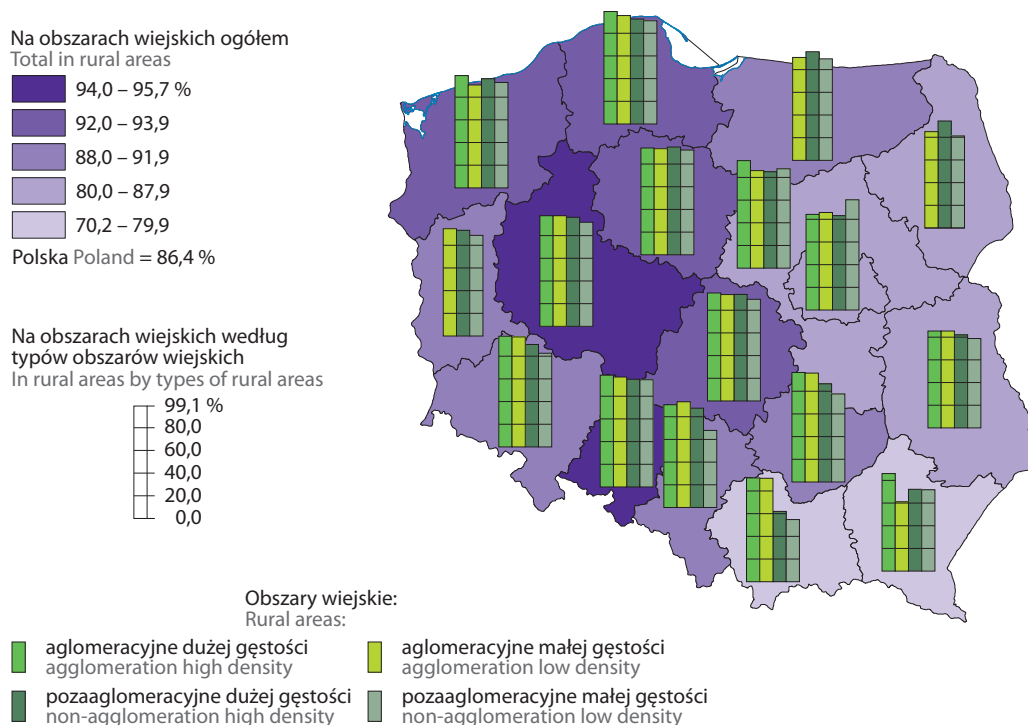 Na obszarach wiejskich ogółem
Total in rural areas
94,0 – 95,7 %
92,0 – 93,9
88,0 – 91,9
80,0 – 87,9
70,2 – 79,9
Polska Poland = 86,4 %
Na obszarach wiejskich według
typów obszarów wiejskich
In rural areas by types of rural areas
99,1 %
80,0
60,0
40,0
20,0
0,0
Obszary wiejskie:
Rural areas:
aglomeracyjne dużej gęstości
agglomeration high density
aglomeracyjne małej gęstości
agglomeration low density
pozaaglomeracyjne dużej gęstości
non-agglomeration high density
pozaaglomeracyjne małej gęstości
non-agglomeration low density